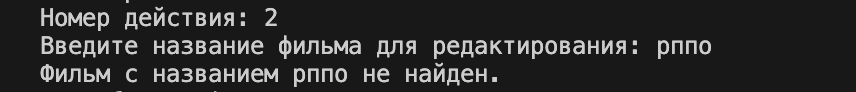 Номер действия: 2
Введите название фильма для редактирования: рппо
Фильм с названием рппо не найден.